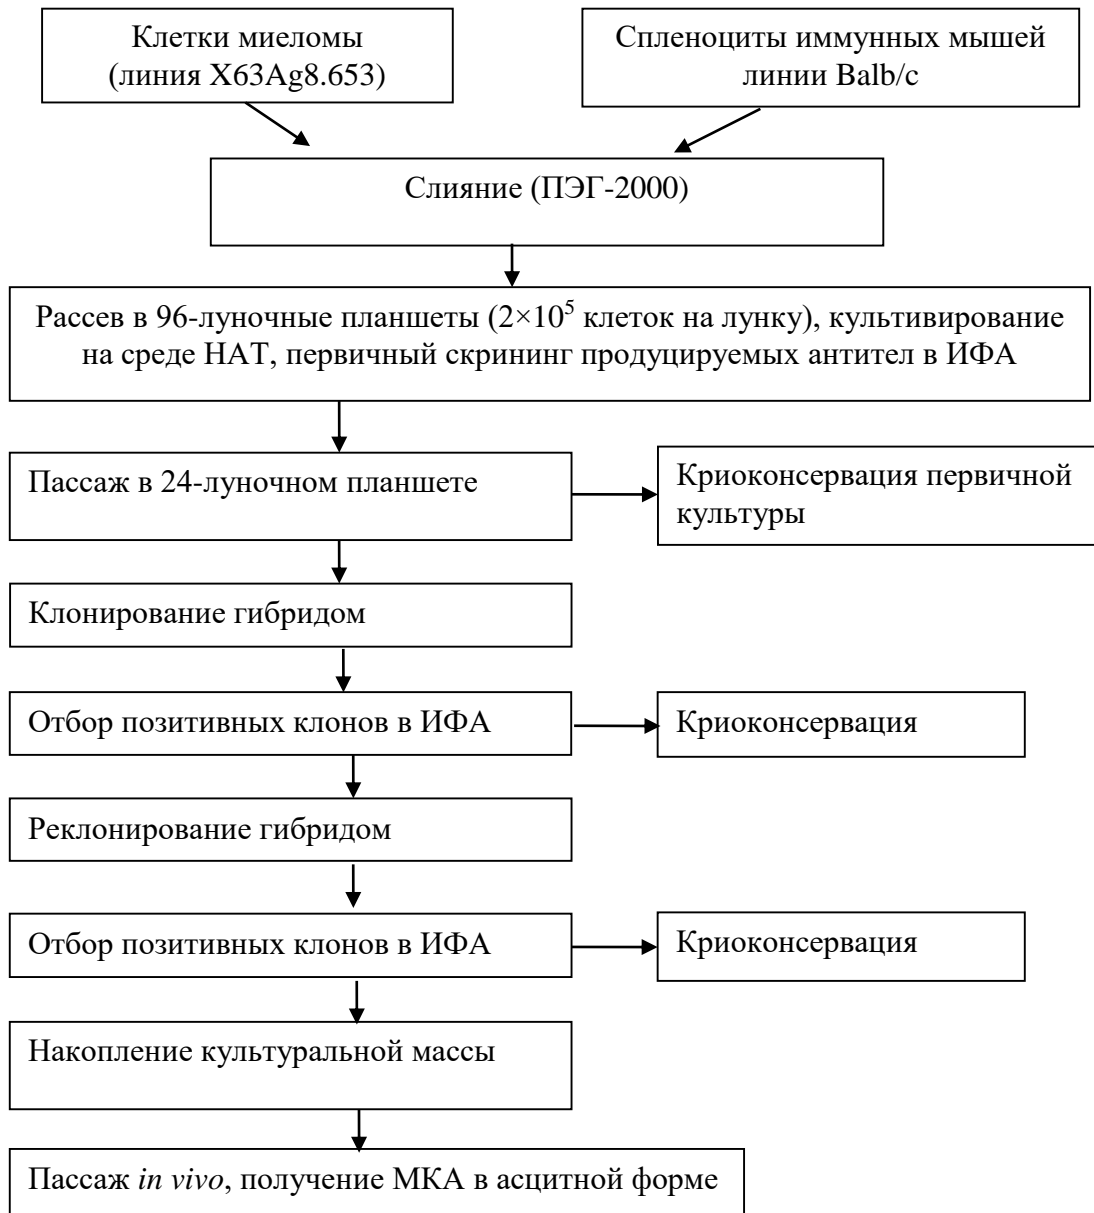 Клетки миеломы
(линия X63Ag8.653)
Спленоциты иммунных мышей
линии Balb/c
Слияние (ПЭГ-2000)
Рассев в 96-луночные планшеты (2×10⁵ клеток на лунку), культивирование
на среде НАТ, первичный скрининг продуцируемых антител в ИФА
Пассаж в 24-луночном планшете
Криоконсервация первичной
культуры
Клонирование гибридом
Отбор позитивных клонов в ИФА
Криоконсервация
Реклонирование гибридом
Отбор позитивных клонов в ИФА
Криоконсервация
Накопление культуральной массы
Пассаж in vivo, получение МКА в асцитной форме